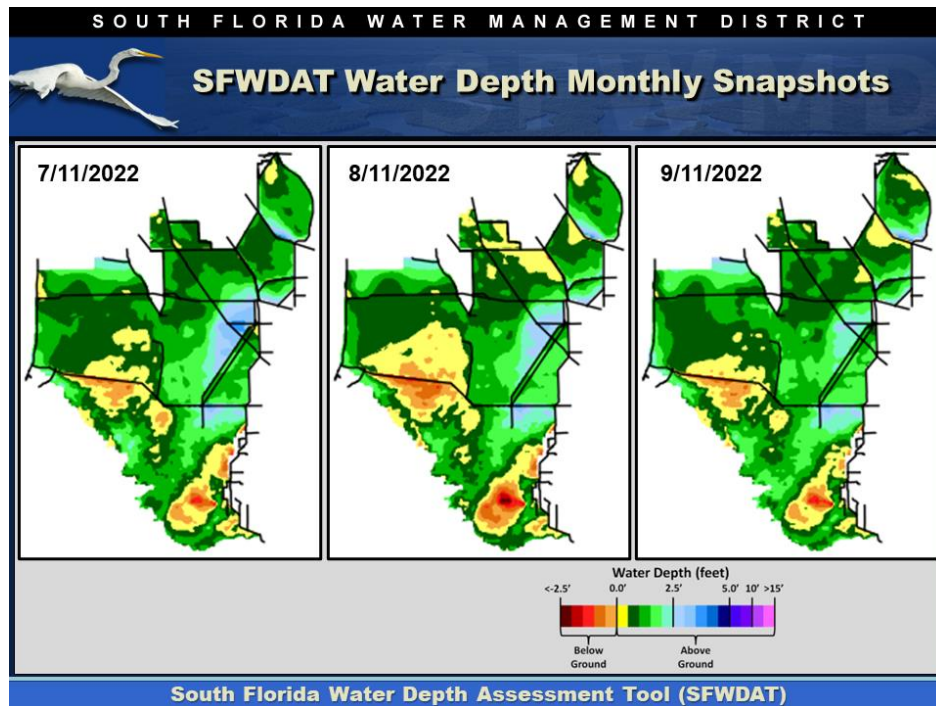 SOUTH FLORIDA WATER MANAGEMENT DISTRICT
SFWDAT Water Depth Monthly Snapshots
7/11/2022
8/11/2022
9/11/2022
Water Depth (feet)
<-2.5' 0.0' 2.5' 5.0' 10' >15'
Below Ground
Above Ground
South Florida Water Depth Assessment Tool (SFWDAT)